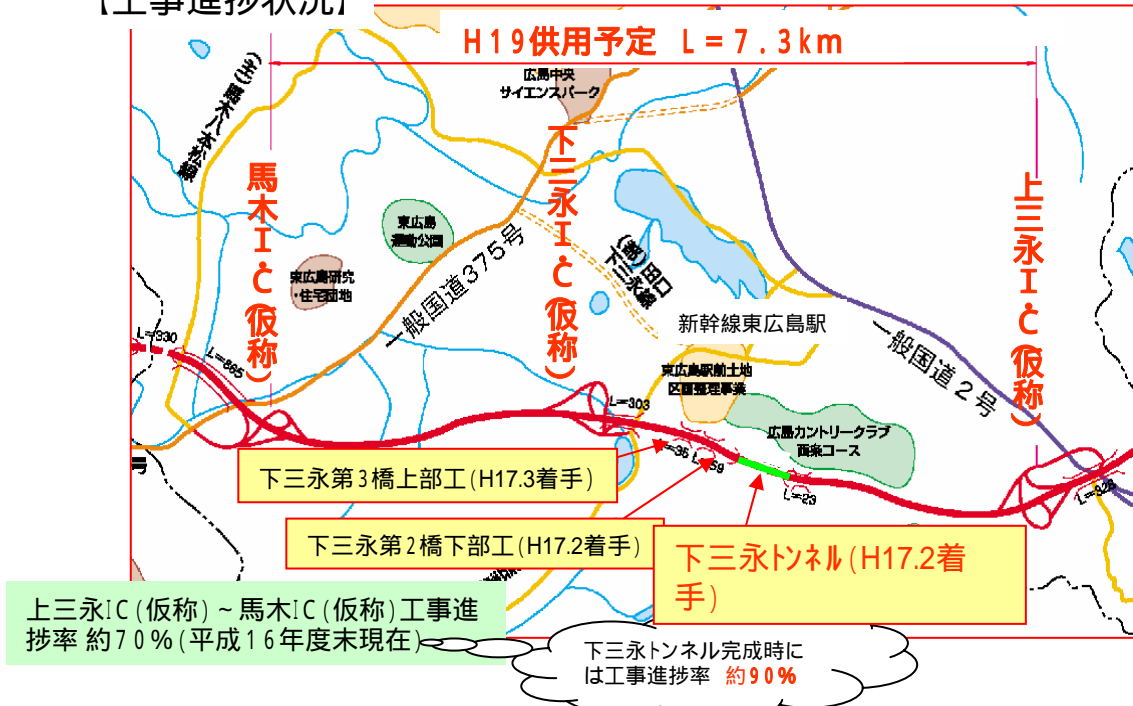 【工事進捗状況】
H19供用予定 L=7.3km
広島中央
サイエンスパーク
(主)馬木八本松線
馬木I・C(仮称)
下三永I・C(仮称)
上三永I・C(仮称)
東広島
運動公園
東広島研究
・住宅団地
一般国道375号
(都)田口
下三永線
新幹線東広島駅
一般国道2号
東広島駅前土地
区画整理事業
広島カントリークラブ
西条コース
L=330
L=865
L=303
L=59
L=23
L=328
号
下三永第3橋上部工(H17.3着手)
下三永第2橋下部工(H17.2着手)
下三永トンネル(H17.2着
手)
上三永IC(仮称)~馬木IC(仮称)工事進
捗率 約70%(平成16年度末現在)
下三永トンネル完成時に
は工事進捗率 約90%